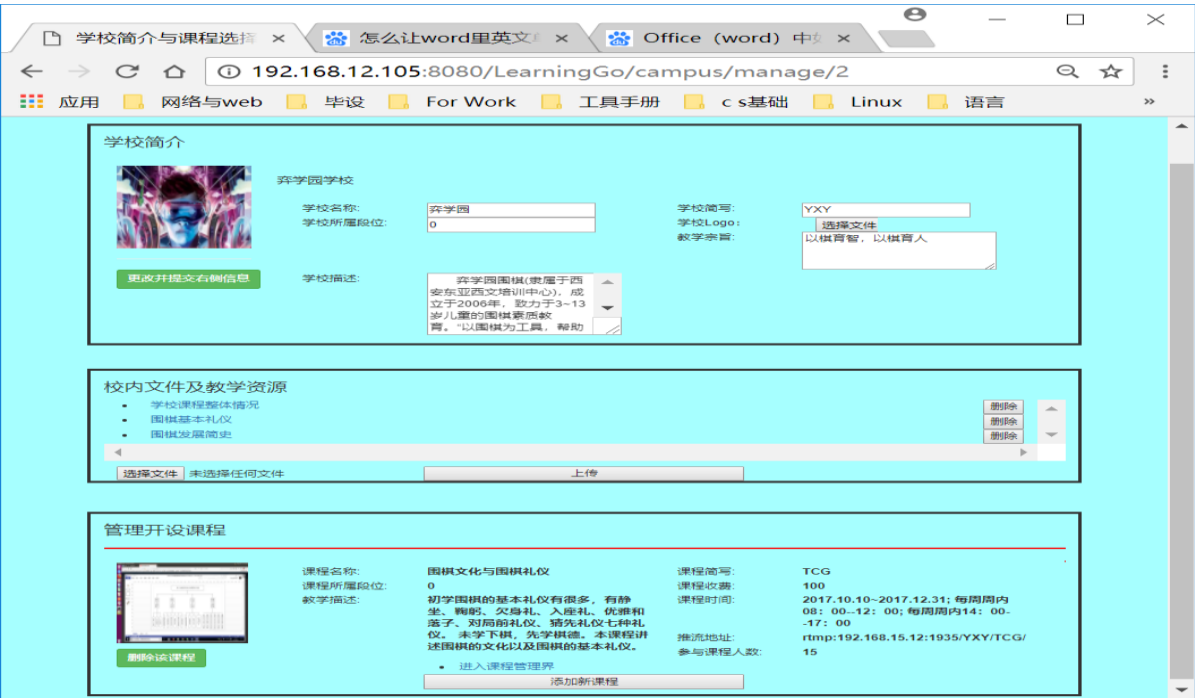 学校简介与课程选择
怎么让word里英文
Office（word）中
192.168.12.105:8080/LearningGo/campus/manage/2
应用 网络与web 毕设 For Work 工具手册 c s基础 Linux 语言 »
学校简介
弈学园学校
学校名称: 弈学园 学校简写: YXY
学校所属段位: 0 学校Logo: 选择文件
教学宗旨: 以棋育智，以棋育人
更改并提交右侧信息
学校描述: 弈学园围棋(隶属于西
安东亚西文培训中心)，成
立于2006年，致力于3~13
岁儿童的围棋素质教
育。“以围棋为工具，帮助
校内文件及教学资源
• 学校课程整体情况 删除
• 围棋基本礼仪 删除
• 围棋发展简史 删除
选择文件 未选择任何文件 上传
管理开设课程
课程名称: 围棋文化与围棋礼仪 课程简写: TCG
课程所属段位: 0 课程收费: 100
教学描述: 初学围棋的基本礼仪有很多，有静
坐、鞠躬、欠身礼、入座礼、优雅和
落子、对局前礼仪、猜先礼仪七种礼
仪。 未学下棋，先学棋德。本课程讲
述围棋的文化以及围棋的基本礼仪。
课程时间: 2017.10.10~2017.12.31; 每周周内
08：00--12：00; 每周周内14：00-
-17：00
推流地址: rtmp:192.168.15.12:1935/YXY/TCG/
参与课程人数: 15
删除该课程
• 进入课程管理界
添加新课程